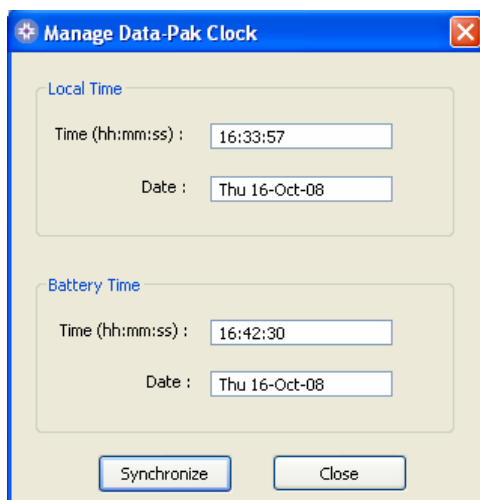 Manage Data-Pak Clock
Local Time
Time (hh:mm:ss) : 16:33:57
Date : Thu 16-Oct-08
Battery Time
Time (hh:mm:ss) : 16:42:30
Date : Thu 16-Oct-08
Synchronize Close